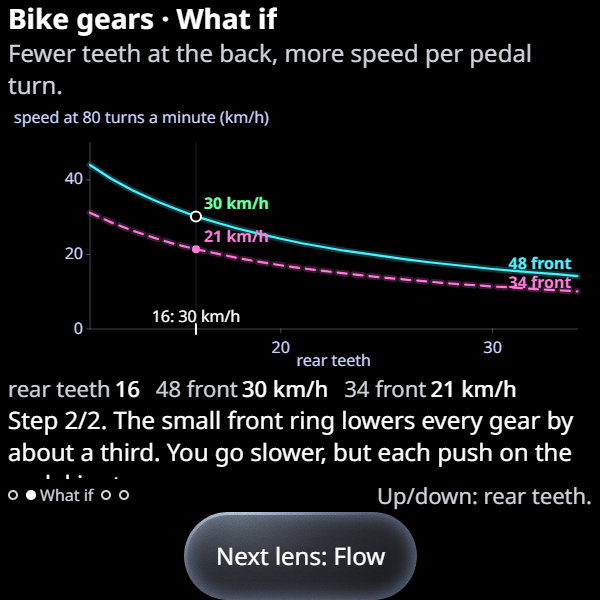 Bike gears · What if
Fewer teeth at the back, more speed per pedal
turn.
speed at 80 turns a minute (km/h)
40
30 km/h
21 km/h
20
48 front
34 front
16: 30 km/h
0
20
30
rear teeth
rear teeth 16 48 front 30 km/h 34 front 21 km/h
Step 2/2. The small front ring lowers every gear by
about a third. You go slower, but each push on the
What if
Up/down: rear teeth.
Next lens: Flow